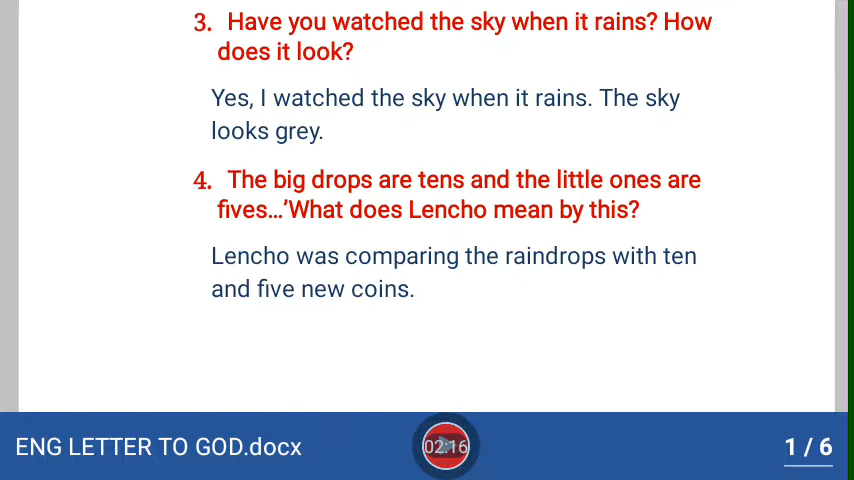 3. Have you watched the sky when it rains? How
does it look?
Yes, I watched the sky when it rains. The sky
looks grey.
4. The big drops are tens and the little ones are
fives...’What does Lencho mean by this?
Lencho was comparing the raindrops with ten
and five new coins.
ENG LETTER TO GOD.docx
02:16
1 / 6